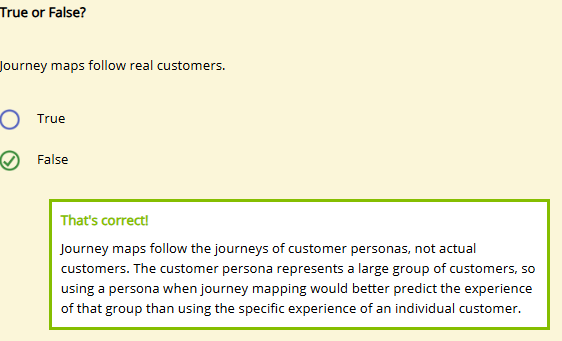 True or False?
Journey maps follow real customers.
True
False
That's correct!
Journey maps follow the journeys of customer personas, not actual
customers. The customer persona represents a large group of customers, so
using a persona when journey mapping would better predict the experience
of that group than using the specific experience of an individual customer.